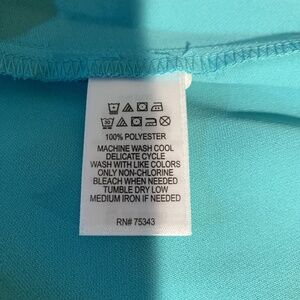 30
100% POLYESTER
MACHINE WASH COOL
DELICATE CYCLE
WASH WITH LIKE COLORS
ONLY NON-CHLORINE
BLEACH WHEN NEEDED
TUMBLE DRY LOW
MEDIUM IRON IF NEEDED
RN# 75343